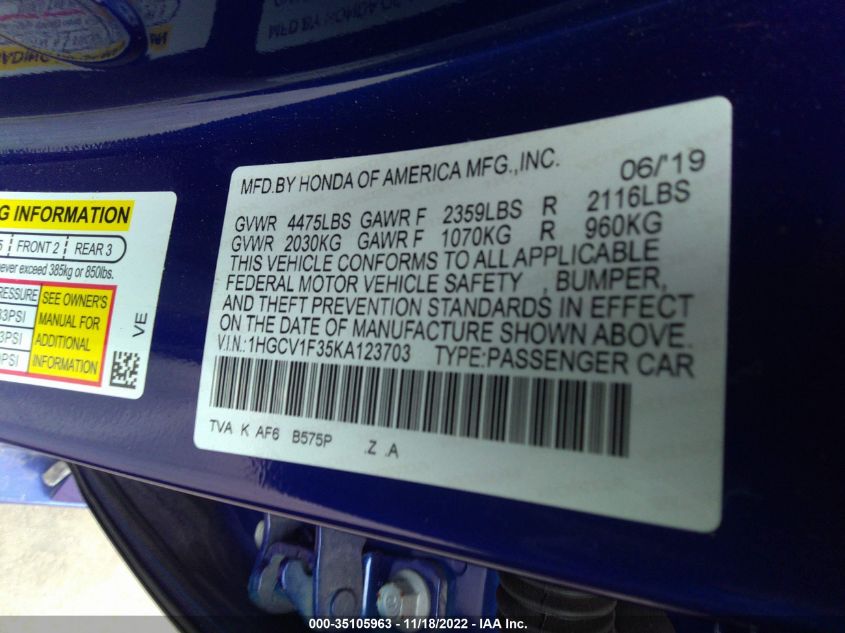 MFD.BY HONDA OF AMERICA MFG.,INC. 06/'19
GVWR 4475LBS GAWR F 2359LBS R 2116LBS
GVWR 2030KG GAWR F 1070KG R 960KG
THIS VEHICLE CONFORMS TO ALL APPLICABLE
FEDERAL MOTOR VEHICLE SAFETY , BUMPER,
AND THEFT PREVENTION STANDARDS IN EFFECT
ON THE DATE OF MANUFACTURE SHOWN ABOVE.
V.I.N.:1HGCV1F35KA123703 TYPE:PASSENGER CAR
TVA K AF6 B575P .Z .A
INFORMATION
FRONT 2 REAR 3
exceed 385kg or 850lbs.
SEE OWNER'S
MANUAL FOR
ADDITIONAL
INFORMATION
VE
000-35105963 - 11/18/2022 - IAA Inc.